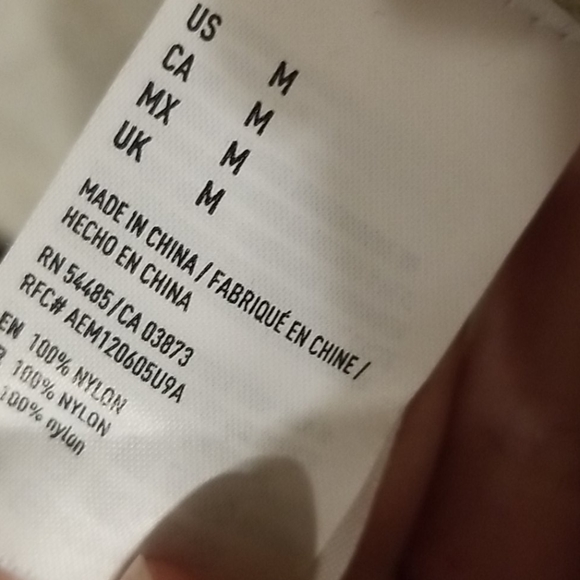 US M
CA M
MX M
UK M
MADE IN CHINA / FABRIQUÉ EN CHINE /
HECHO EN CHINA
RN 54485 / CA 03873
RFC# AEM120605U9A
EN 100% NYLON
100% NYLON
100% nylon